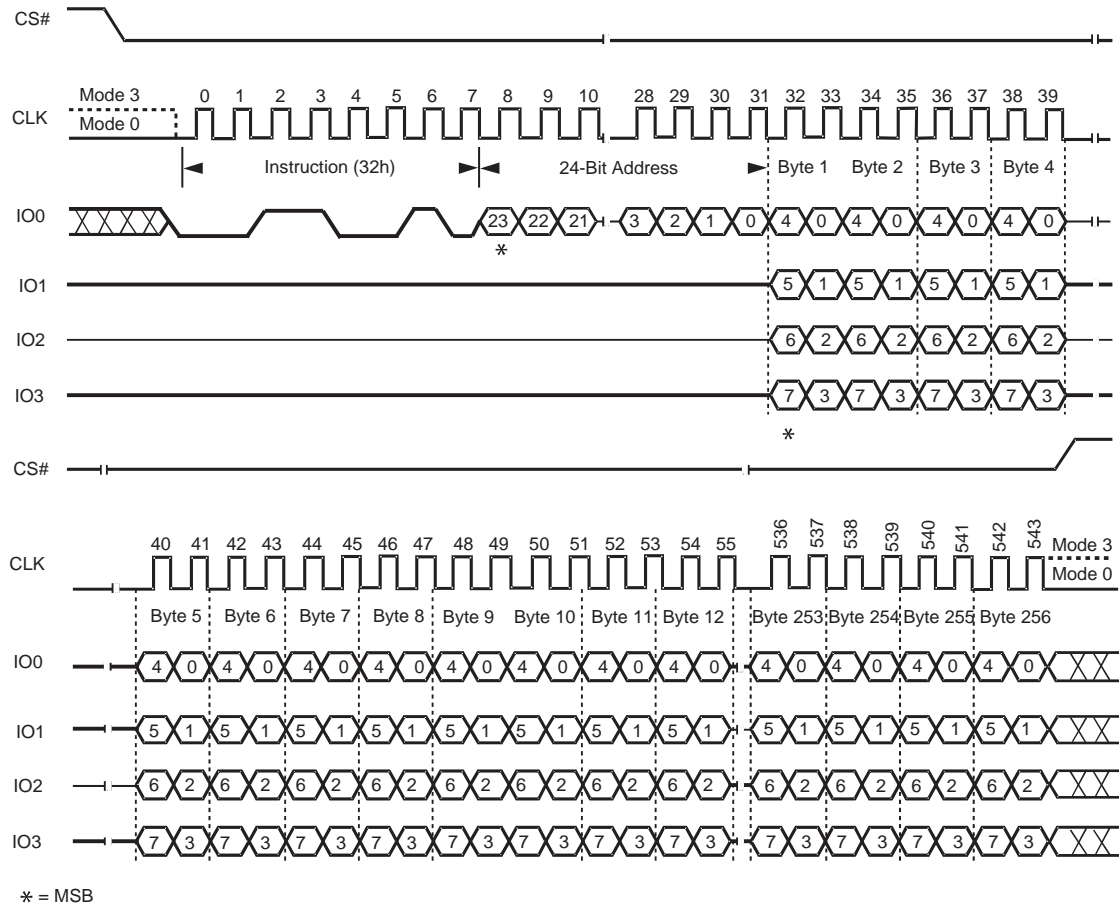 CS#
Mode 3
0 1 2 3 4 5 6 7 8 9 10 28 29 30 31 32 33 34 35 36 37 38 39
CLK
Mode 0
Instruction (32h) 24-Bit Address Byte 1 Byte 2 Byte 3 Byte 4
IO0 23 22 21 3 2 1 0 4 0 4 0 4 0 4 0
*
IO1 5 1 5 1 5 1 5 1
IO2 6 2 6 2 6 2 6 2
IO3 7 3 7 3 7 3 7 3
*
CS#
40 41 42 43 44 45 46 47 48 49 50 51 52 53 54 55 536 537 538 539 540 541 542 543
Mode 3
CLK
Mode 0
Byte 5 Byte 6 Byte 7 Byte 8 Byte 9 Byte 10 Byte 11 Byte 12 Byte 253 Byte 254 Byte 255 Byte 256
IO0 4 0 4 0 4 0 4 0 4 0 4 0 4 0 4 0 4 0 4 0 4 0 4 0
IO1 5 1 5 1 5 1 5 1 5 1 5 1 5 1 5 1 5 1 5 1 5 1 5 1
IO2 6 2 6 2 6 2 6 2 6 2 6 2 6 2 6 2 6 2 6 2 6 2 6 2
IO3 7 3 7 3 7 3 7 3 7 3 7 3 7 3 7 3 7 3 7 3 7 3 7 3
* = MSB